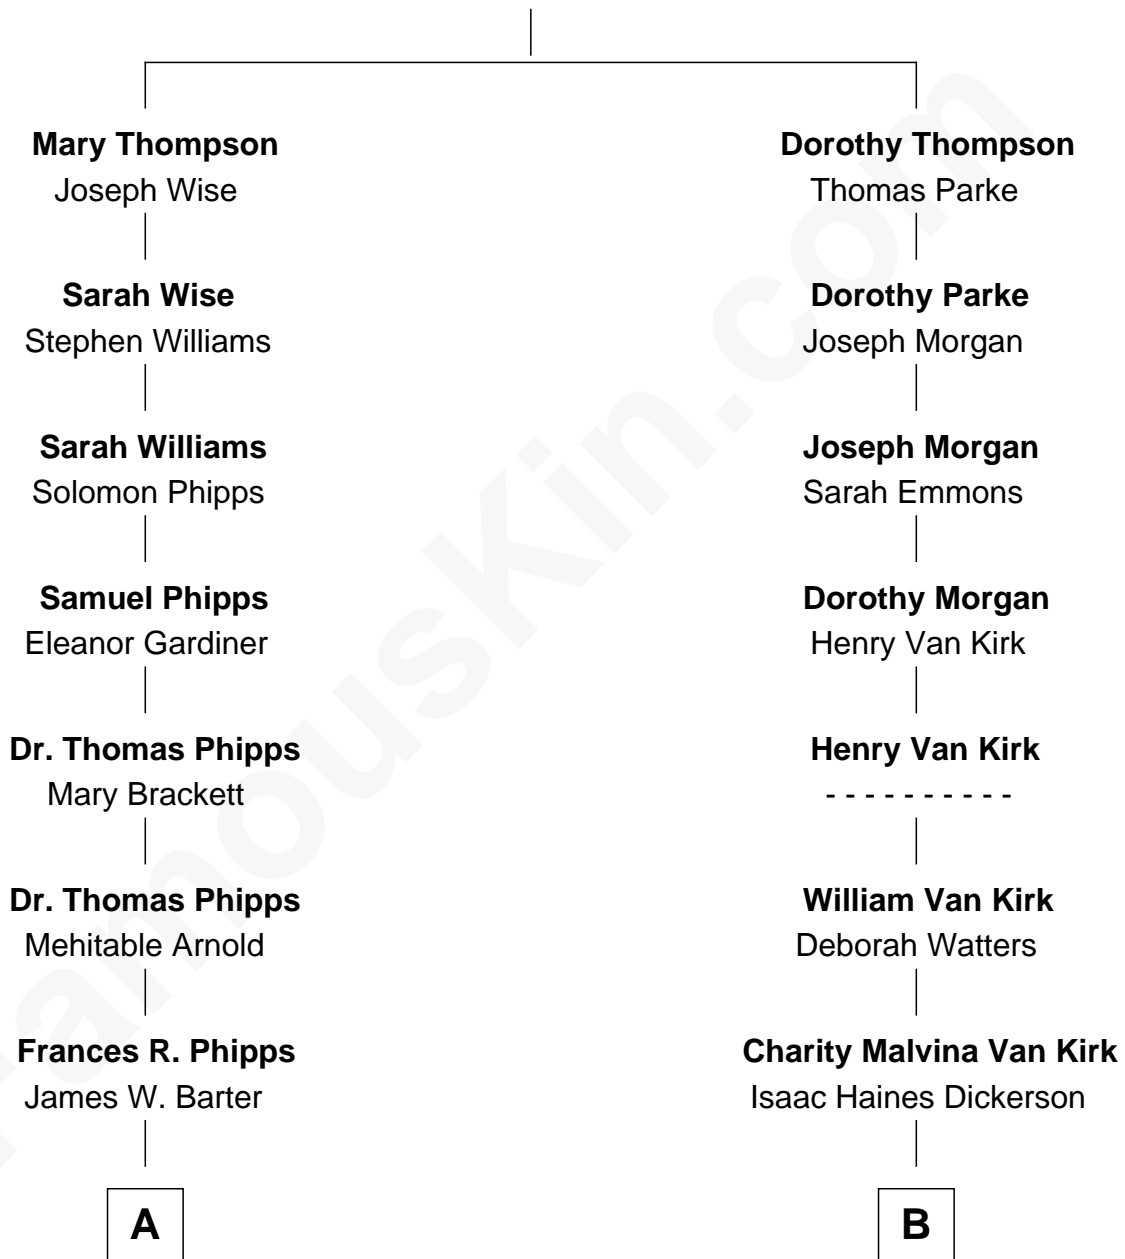 Mary Thompson
Joseph Wise
Sarah Wise
Stephen Williams
Sarah Williams
Solomon Phipps
Samuel Phipps
Eleanor Gardiner
Dr. Thomas Phipps
Mary Brackett
Dr. Thomas Phipps
Mehitable Arnold
Frances R. Phipps
James W. Barter
A
Dorothy Thompson
Thomas Parke
Dorothy Parke
Joseph Morgan
Joseph Morgan
Sarah Emmons
Dorothy Morgan
Henry Van Kirk
Henry Van Kirk
- - - - - - - - - -
William Van Kirk
Deborah Watters
Charity Malvina Van Kirk
Isaac Haines Dickerson
B
FamousKin.com